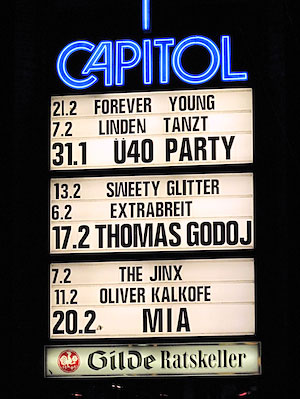 CAPITOL
21.2 FOREVER YOUNG
7.2 LINDEN TANZT
31.1 Ü40 PARTY
13.2 SWEETY GLITTER
6.2 EXTRABREIT
17.2 THOMAS GODOJ
7.2 THE JINX
11.2 OLIVER KALKOFE
20.2. MIA
Gilde Ratskeller